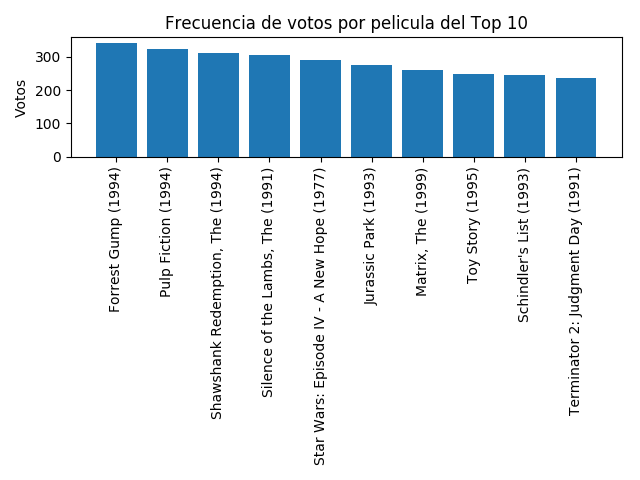 Frecuencia de votos por pelicula del Top 10
Votos
300
200
100
0
Forrest Gump (1994)
Pulp Fiction (1994)
Shawshank Redemption, The (1994)
Silence of the Lambs, The (1991)
Star Wars: Episode IV - A New Hope (1977)
Jurassic Park (1993)
Matrix, The (1999)
Toy Story (1995)
Schindler's List (1993)
Terminator 2: Judgment Day (1991)